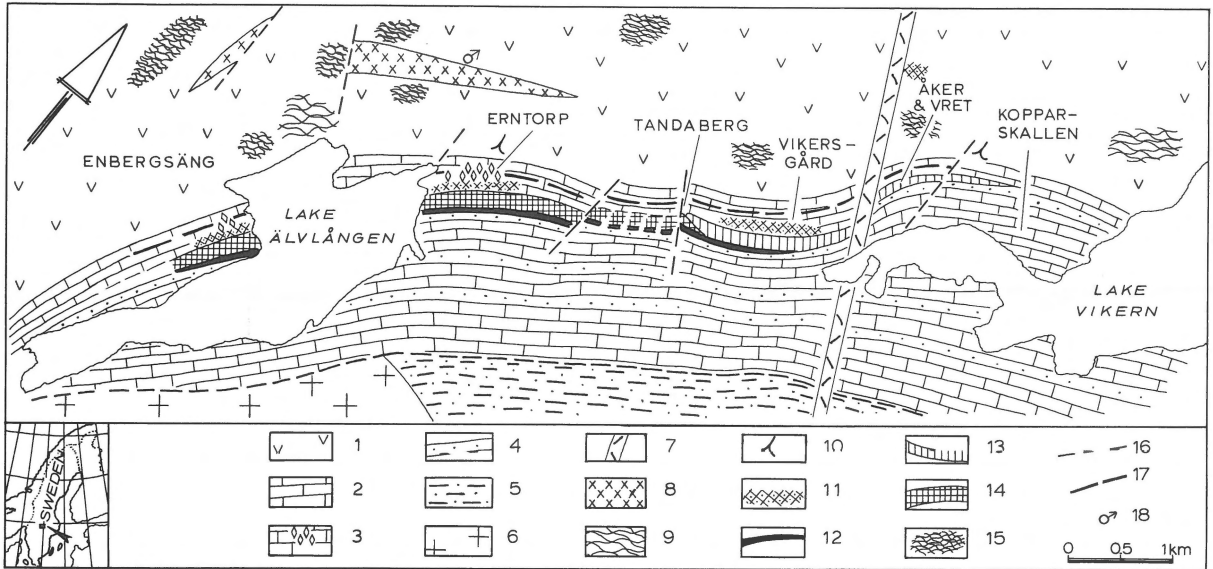 ENBERGSÄNG
LAKE
ÄLVLÅNGEN
ERNTORP
TANDABERG
VIKERS-
GÅRD
ÅKER
& VRET
KOPPAR-
SKALLEN
LAKE
VIKERN
SWEDEN
1
2
3
4
5
6
7
8
9
10
11
12
13
14
15
16
17
18
0 0,5 1km